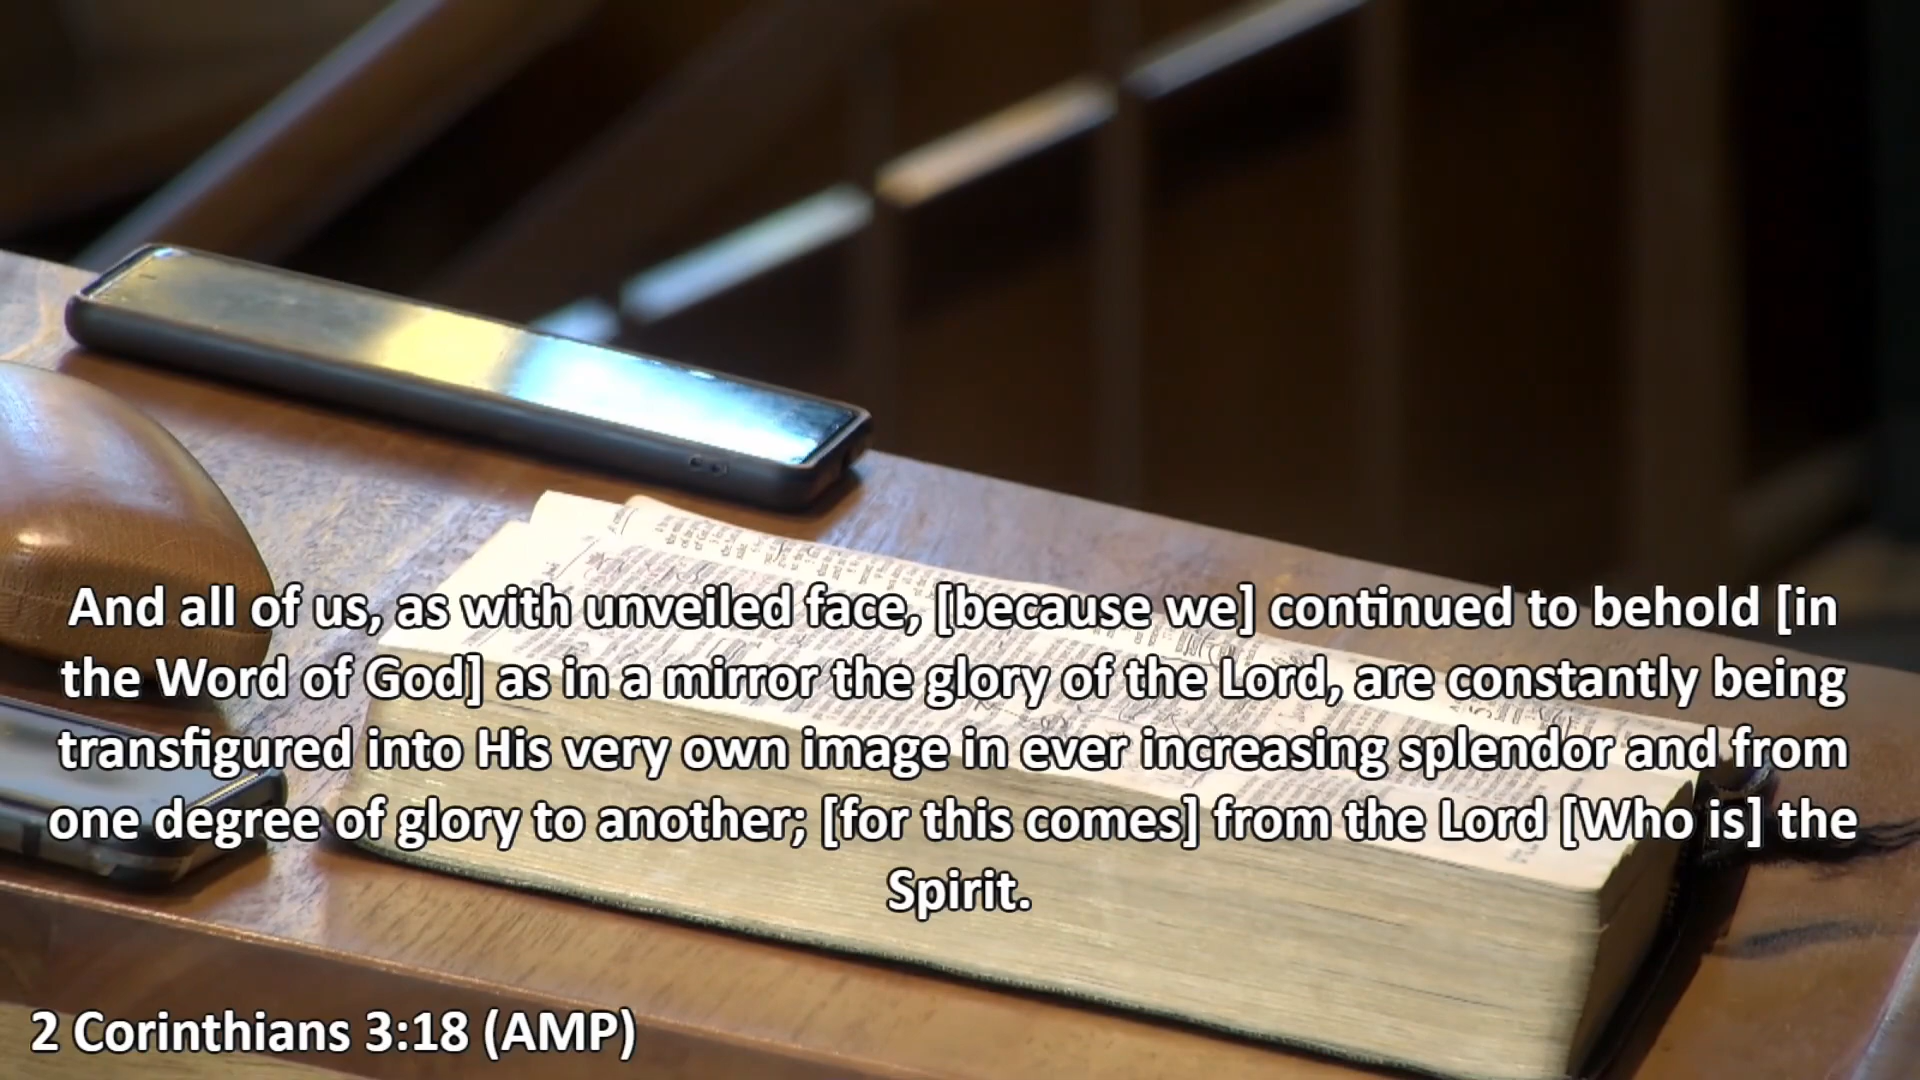 And all of us, as with unveiled face, [because we] continued to behold [in
the Word of God] as in a mirror the glory of the Lord, are constantly being
transfigured into His very own image in ever increasing splendor and from
one degree of glory to another; [for this comes] from the Lord [Who is] the
Spirit.
2 Corinthians 3:18 (AMP)